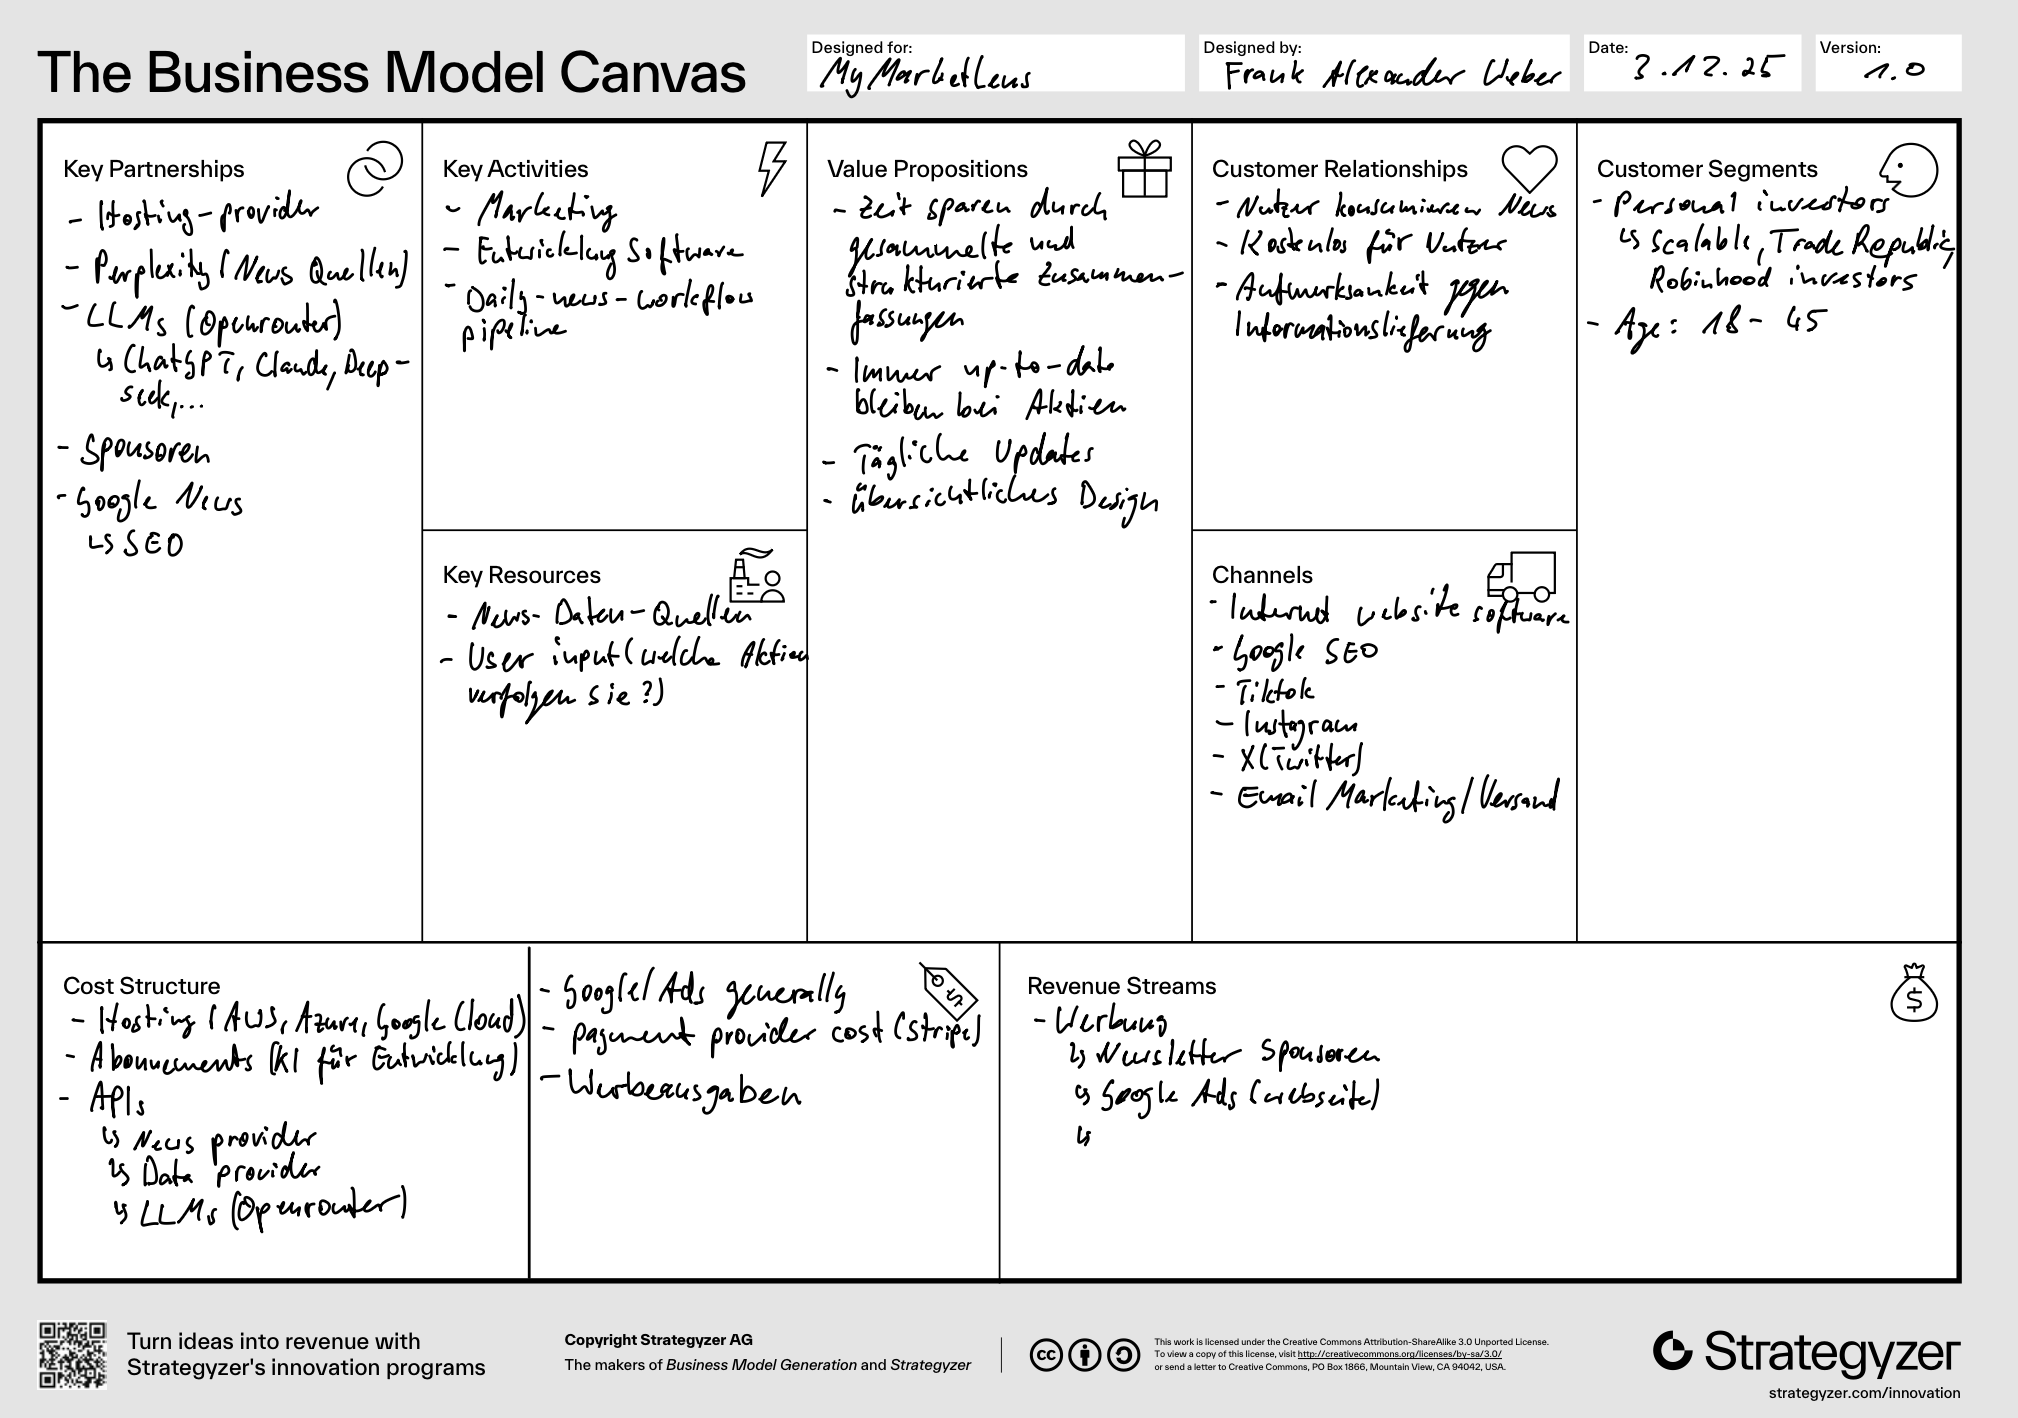 The Business Model Canvas
Designed for:
MyMarketLens
Designed by:
Frank Alexander Weber
Date:
3.12.25
Version:
1.0
Key Partnerships
- Hosting-provider
- Perplexity (News Quellen)
- LLMs (Openrouter)
↳ ChatGPT, Claude, Deep-
seek,...
- Sponsoren
- Google News
↳ SEO
Key Activities
- Marketing
- Entwicklung Software
- Daily-news-workflow
pipeline
Key Resources
- News-Daten-Quellen
- User input (welche Aktien
verfolgen sie?)
Value Propositions
- Zeit sparen durch
gesammelte und
strukturierte Zusammen-
fassungen
- Immer up-to-date
bleiben bei Aktien
- Tägliche Updates
- übersichtliches Design
Customer Relationships
- Nutzer konsumieren News
- Kostenlos für Nutzer
- Aufmerksamkeit gegen
Informationslieferung
Channels
- Internet website software
- Google SEO
- Tiktok
- Instagram
- X(Twitter)
- Email Marketing/Versand
Customer Segments
- Personal investors
↳ Scalable, Trade Republic,
Robinhood investors
- Age: 18-45
Cost Structure
- Hosting (AWS, Azure, Google Cloud)
- Abonnements (KI für Entwicklung)
- APIs
↳ News provider
↳ Data provider
↳ LLMs (Openrouter)
- Google/Ads generally
- payment provider cost (Stripe)
- Werbeausgaben
Revenue Streams
- Werbung
↳ Newsletter Sponsoren
↳ Google Ads (webseite)
↳
Turn ideas into revenue with
Strategyzer's innovation programs
Copyright Strategyzer AG
The makers of Business Model Generation and Strategyzer
This work is licensed under the Creative Commons Attribution-ShareAlike 3.0 Unported License.
To view a copy of this license, visit http://creativecommons.org/licenses/by-sa/3.0/
or send a letter to Creative Commons, PO Box 1866, Mountain View, CA 94042, USA.
Strategyzer
strategyzer.com/innovation